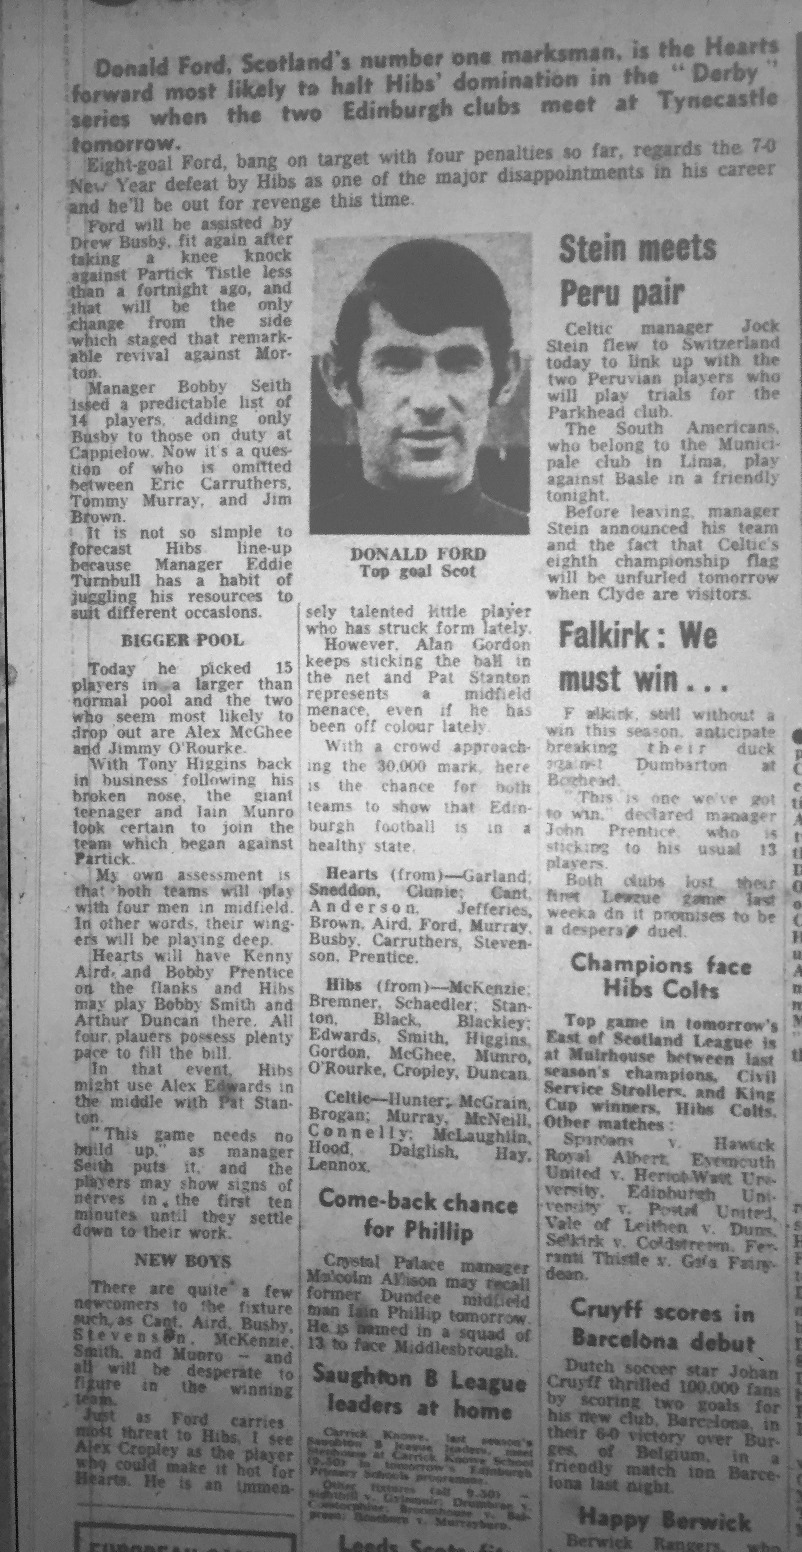 Donald Ford, Scotland's number one marksman, is the Hearts
forward most likely to halt Hibs' domination in the "Derby"
series when the two Edinburgh clubs meet at Tynecastle
tomorrow.
Eight-goal Ford, bang on target with four penalties so far, regards the 7-0
New Year defeat by Hibs as one of the major disappointments in his career
and he'll be out for revenge this time.
Ford will be assisted by
Drew Busby, fit again after
taking a knee knock
against Partick Tistle less
than a fortnight ago, and
that will be the only
change from the side
which staged that remark-
able revival against Mor-
ton.
Manager Bobby Seith
issed a predictable list of
14 players, adding only
Busby to those on duty at
Cappielow. Now it's a ques-
tion of who is omitted
between Eric Carruthers,
Tommy Murray, and Jim
Brown.
It is not so simple to
forecast Hibs line-up
because Manager Eddie
Turnbull has a habit of
juggling his resources to
suit different occasions.
BIGGER POOL
Today he picked 15
players in a larger than
normal pool and the two
who seem most likely to
drop out are Alex McGhee
and Jimmy O'Rourke.
With Tony Higgins back
in business following his
broken nose, the giant
teenager and Iain Munro
look certain to join the
team which began against
Partick.
My own assessment is
that both teams will play
with four men in midfield.
In other words, their wing-
ers will be playing deep.
Hearts will have Kenny
Aird and Bobby Prentice
on the flanks and Hibs
may play Bobby Smith and
Arthur Duncan there. All
four plauers possess plenty
pace to fill the bill.
In that event, Hibs
might use Alex Edwards in
the middle with Pat Stan-
ton.
"This game needs no
build up," as manager
Seith puts it, and the
players may show signs of
nerves in the first ten
minutes until they settle
down to their work.
NEW BOYS
There are quite a few
newcomers to the fixture
such as Cant, Aird, Busby,
Stevenson, McKenzie,
Smith, and Munro — and
all will be desperate to
figure in the winning
team.
Just as Ford carries
most threat to Hibs, I see
Alex Cropley as the player
who could make it hot for
Hearts. He is an immen-
DONALD FORD
Top goal Scot
sely talented little player
who has struck form lately.
However, Alan Gordon
keeps sticking the ball in
the net and Pat Stanton
represents a midfield
menace, even if he has
been off colour lately.
With a crowd approach-
ing the 30,000 mark, here
is the chance for both
teams to show that Edin-
burgh football is in a
healthy state.
Hearts (from)—Garland;
Sneddon, Clunie; Cant,
Anderson, Jefferies,
Brown, Aird, Ford, Murray,
Busby, Carruthers, Steven-
son, Prentice.
Hibs (from)—McKenzie;
Bremner, Schaedler; Stan-
ton, Black, Blackley;
Edwards, Smith, Higgins,
Gordon, McGhee, Munro,
O'Rourke, Cropley, Duncan.
Celtic—Hunter; McGrain,
Brogan; Murray, McNeill,
Connelly; McLaughlin,
Hood, Dalglish, Hay,
Lennox.
Come-back chance
for Phillip
Crystal Palace manager
Malcolm Allison may recall
former Dundee midfield
man Iain Phillip tomorrow.
He is named in a squad of
13 to face Middlesbrough.
Saughton B League
leaders at home
Carrick Knowe, last season's
Saughton B league leaders, meet
Stenhouse at Carrick Knowe School
(9.30) in tomorrow's Edinburgh
Primary Schools programme.
Other fixtures (all 9.30) —
v. Murrayburn.
Leeds
Stein meets
Peru pair
Celtic manager Jock
Stein flew to Switzerland
today to link up with the
two Peruvian players who
will play trials for the
Parkhead club.
The South Americans,
who belong to the Munici-
pale club in Lima, play
against Basle in a friendly
tonight.
Before leaving, manager
Stein announced his team
and the fact that Celtic's
eighth championship flag
will be unfurled tomorrow
when Clyde are visitors.
Falkirk: We
must win . . .
F alkirk, still without a
win this season, anticipate
breaking their duck
against Dumbarton at
Boghead.
"This is one we've got
to win," declared manager
John Prentice, who is
sticking to his usual 13
players.
Both clubs lost their
first League game last
weeka dn it promises to be
a despera duel.
Champions face
Hibs Colts
Top game in tomorrow's
East of Scotland League is
at Muirhouse between last
season's champions, Civil
Service Strollers, and King
Cup winners, Hibs Colts.
Other matches:
Spartans v. Hawick
Royal Albert, Eyemouth
United v. Heriot-Watt Uni-
versity, Edinburgh Uni-
versity v. Postal United,
Vale of Leithen v. Duns,
Selkirk v. Coldstream, Fer-
ranti Thistle v. Gala Fairy-
dean.
Cruyff scores in
Barcelona debut
Dutch soccer star Johan
Cruyff thrilled 100,000 fans
by scoring two goals for
his new club, Barcelona, in
their 6-0 victory over Bur-
ges, of Belgium, in a
friendly match inn Barce-
lona last night.
Happy Berwick
Berwick Rangers, who